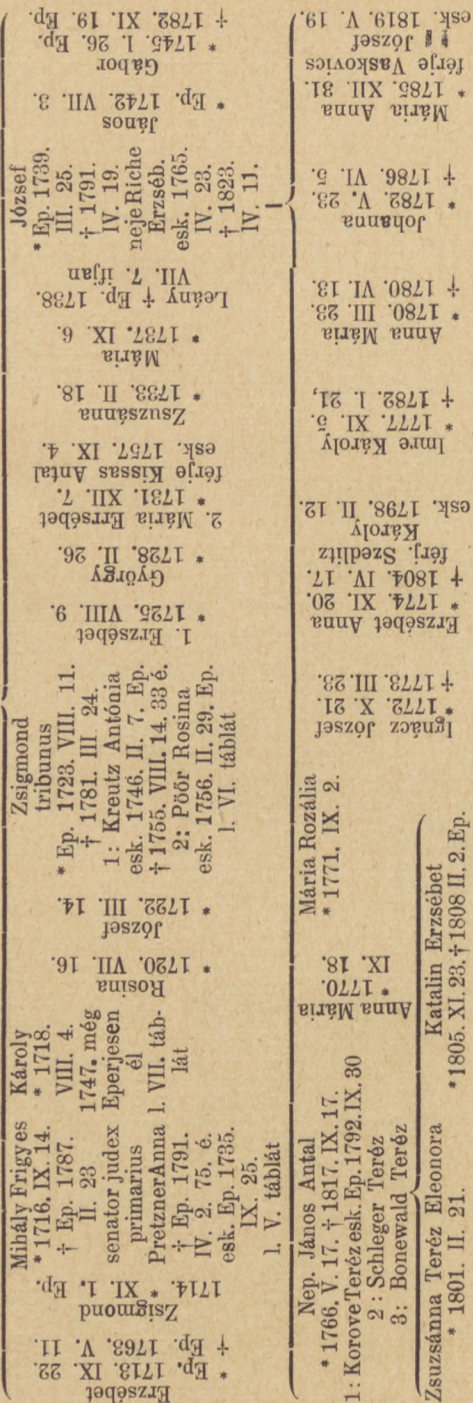 Erzsébet
* Ep. 1713. IX. 22.
† Ep. 1763. V. 11.
Zsigmond
1714. * XI. 1. Ep.
Mihály Frigyes
* 1716. IX. 14.
† Ep. 1787.
II. 23
senator judex
primarius
Pretzner Anna
† Ep. 1791.
IV. 2. 75. é.
esk. Ep. 1735.
IX. 25.
l. V. táblát
Károly
* 1718.
VIII. 4.
1747. még
Eperjesen
él
l. VII. táb-
lát
Rosina
* 1720. VII. 16.
József
* 1722. III. 14.
Zsigmond
tribunus
* Ep. 1723. VIII. 11.
† 1781. III 24.
1: Kreutz Antónia
esk. 1746. II. 7. Ep.
† 1755. VIII. 14. 33 é.
2: Póór Rosina
esk. 1756. II. 29. Ep.
l. VI. táblát
1. Erzsébet
* 1725. VIII. 9.
György
* 1728. II. 26.
2. Mária Errsébet
* 1731. XII. 7.
férje Kissas Antal
esk. 1757. IX. 4.
Zsuzsánna
* 1733. II. 18.
Mária
* 1737. IX. 6.
Leány † Ep. 1738.
VII. 7. ifjan
József
* Ep. 1739.
III. 25.
† 1791.
IV. 19.
neje Riche
Erzséb.
esk. 1765.
IV. 23.
† 1823.
IV. 11.
János
* Ep. 1742. VII. 3.
Gábor
* 1745. I. 26. Ep.
† 1782. XI. 19. Ep.
Nep. János Antal
* 1766. V. 17. † 1817. IX. 17.
1: Korove Teréz esk. Ep. 1792. IX. 30
2 : Schleger Teréz
3; Bonewald Teréz
Anna Mária
* 1770.
IX. 18.
Mária Rozália
* 1771. IX. 2.
Ignácz József
* 1772. X. 21.
† 1773. III. 23.
Erzsébet Anna
* 1774. XI. 20.
† 1804. IV. 17.
férj. Szedlitz
Károly
esk. 1798. II. 12.
Imre Károly
* 1777. XI. 5.
† 1782. I. 21,
Anna Mária
* 1780. III. 23.
† 1780. VI. 13.
Johanna
* 1782. V. 23.
† 1786. VI. 5.
Mária Anna
* 1785. XII. 31.
férje Vaskovics
József
esk. 1819. V. 19.
Zsuzsánna Teréz Eleonora
* 1801. II. 21.
Katalin Erzsébet
* 1805. XI. 23. † 1808 II. 2. Ep.